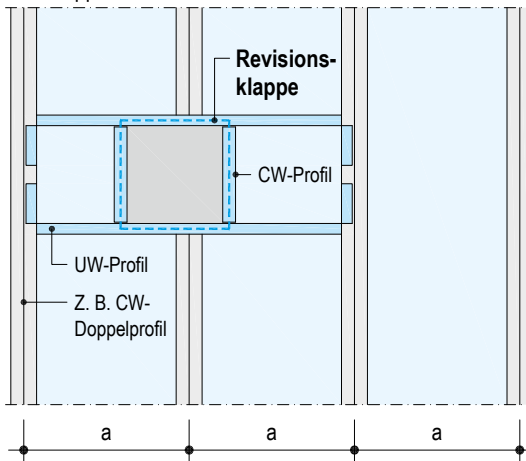 Revisions-
klappe
CW-Profil
UW-Profil
Z. B. CW-
Doppelprofil
a
a
a